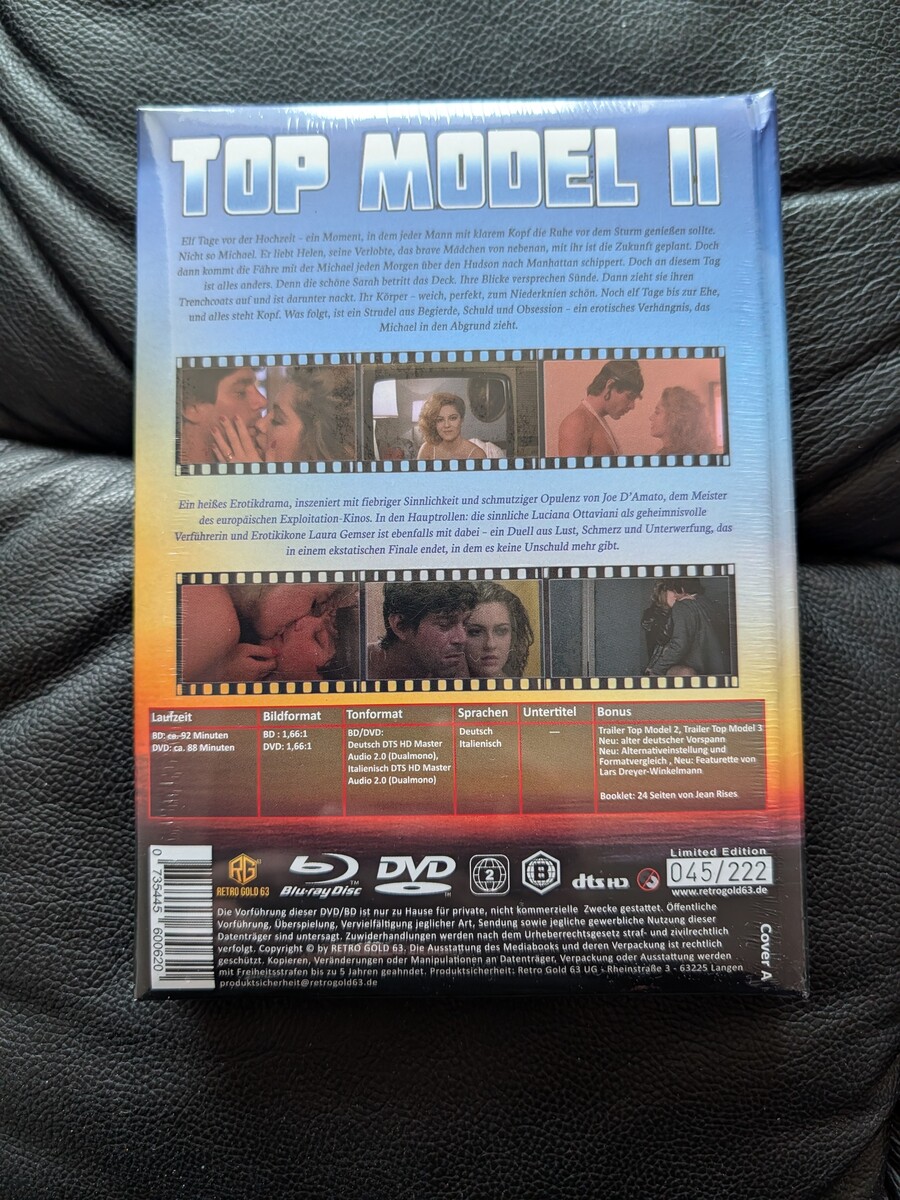 TOP MODEL II
Elf Tage vor der Hochzeit – ein Moment, in dem jeder Mann mit klarem Kopf die Ruhe vor dem Sturm genießen sollte.
Nicht so Michael. Er liebt Helen, seine Verlobte, das brave Mädchen von nebenan, mit ihr ist die Zukunft geplant. Doch
dann kommt die Fähre mit der Michael jeden Morgen über den Hudson nach Manhattan schippert. Doch an diesem Tag
ist alles anders. Denn die schöne Sarah betritt das Deck. Ihre Blicke versprechen Sünde. Dann zieht sie ihren
Trenchcoats auf und ist darunter nackt. Ihr Körper – weich, perfekt, zum Niederknien schön. Noch elf Tage bis zur Ehe,
und alles steht Kopf. Was folgt, ist ein Strudel aus Begierde, Schuld und Obsession – ein erotisches Verhängnis, das
Michael in den Abgrund zieht.
Ein heißes Erotikdrama, inszeniert mit fiebriger Sinnlichkeit und schmutziger Opulenz von Joe D'Amato, dem Meister
des europäischen Exploitation-Kinos. In den Hauptrollen: die sinnliche Luciana Ottaviani als geheimnisvolle
Verführerin und Erotikikone Laura Gemser ist ebenfalls mit dabei – ein Duell aus Lust, Schmerz und Unterwerfung, das
in einem ekstatischen Finale endet, in dem es keine Unschuld mehr gibt.
Laufzeit
BD: ca. 92 Minuten
DVD: ca. 88 Minuten
Bildformat
BD : 1,66:1
DVD: 1,66:1
Tonformat
BD/DVD:
Deutsch DTS HD Master
Audio 2.0 (Dualmono),
Italienisch DTS HD Master
Audio 2.0 (Dualmono)
Sprachen
Deutsch
Italienisch
Untertitel
—
Bonus
Trailer Top Model 2, Trailer Top Model 3
Neu: alter deutscher Vorspann
Neu: Alternativeinstellung und
Formatvergleich , Neu: Featurette von
Lars Dreyer-Winkelmann
Booklet: 24 Seiten von Jean Rises
0 735445 600620
RG63
RETRO GOLD 63
Blu-ray Disc TM
DVD TM
2
B
dts HD
Limited Edition
045/222
www.retrogold63.de
Die Vorführung dieser DVD/BD ist nur zu Hause für private, nicht kommerzielle Zwecke gestattet. Öffentliche
Vorführung, Überspielung, Vervielfältigung jeglicher Art, Sendung sowie jegliche gewerbliche Nutzung dieser
Datenträger sind untersagt. Zuwiderhandlungen werden nach dem Urheberrechtsgesetz straf- und zivilrechtlich
verfolgt. Copyright © by RETRO GOLD 63. Die Ausstattung des Mediabooks und deren Verpackung ist rechtlich
geschützt. Kopieren, Veränderungen oder Manipulationen an Datenträger, Verpackung oder Ausstattung werden
mit Freiheitsstrafen bis zu 5 Jahren geahndet. Produktsicherheit: Retro Gold 63 UG - Rheinstraße 3 - 63225 Langen
produktsicherheit@retrogold63.de
Cover A